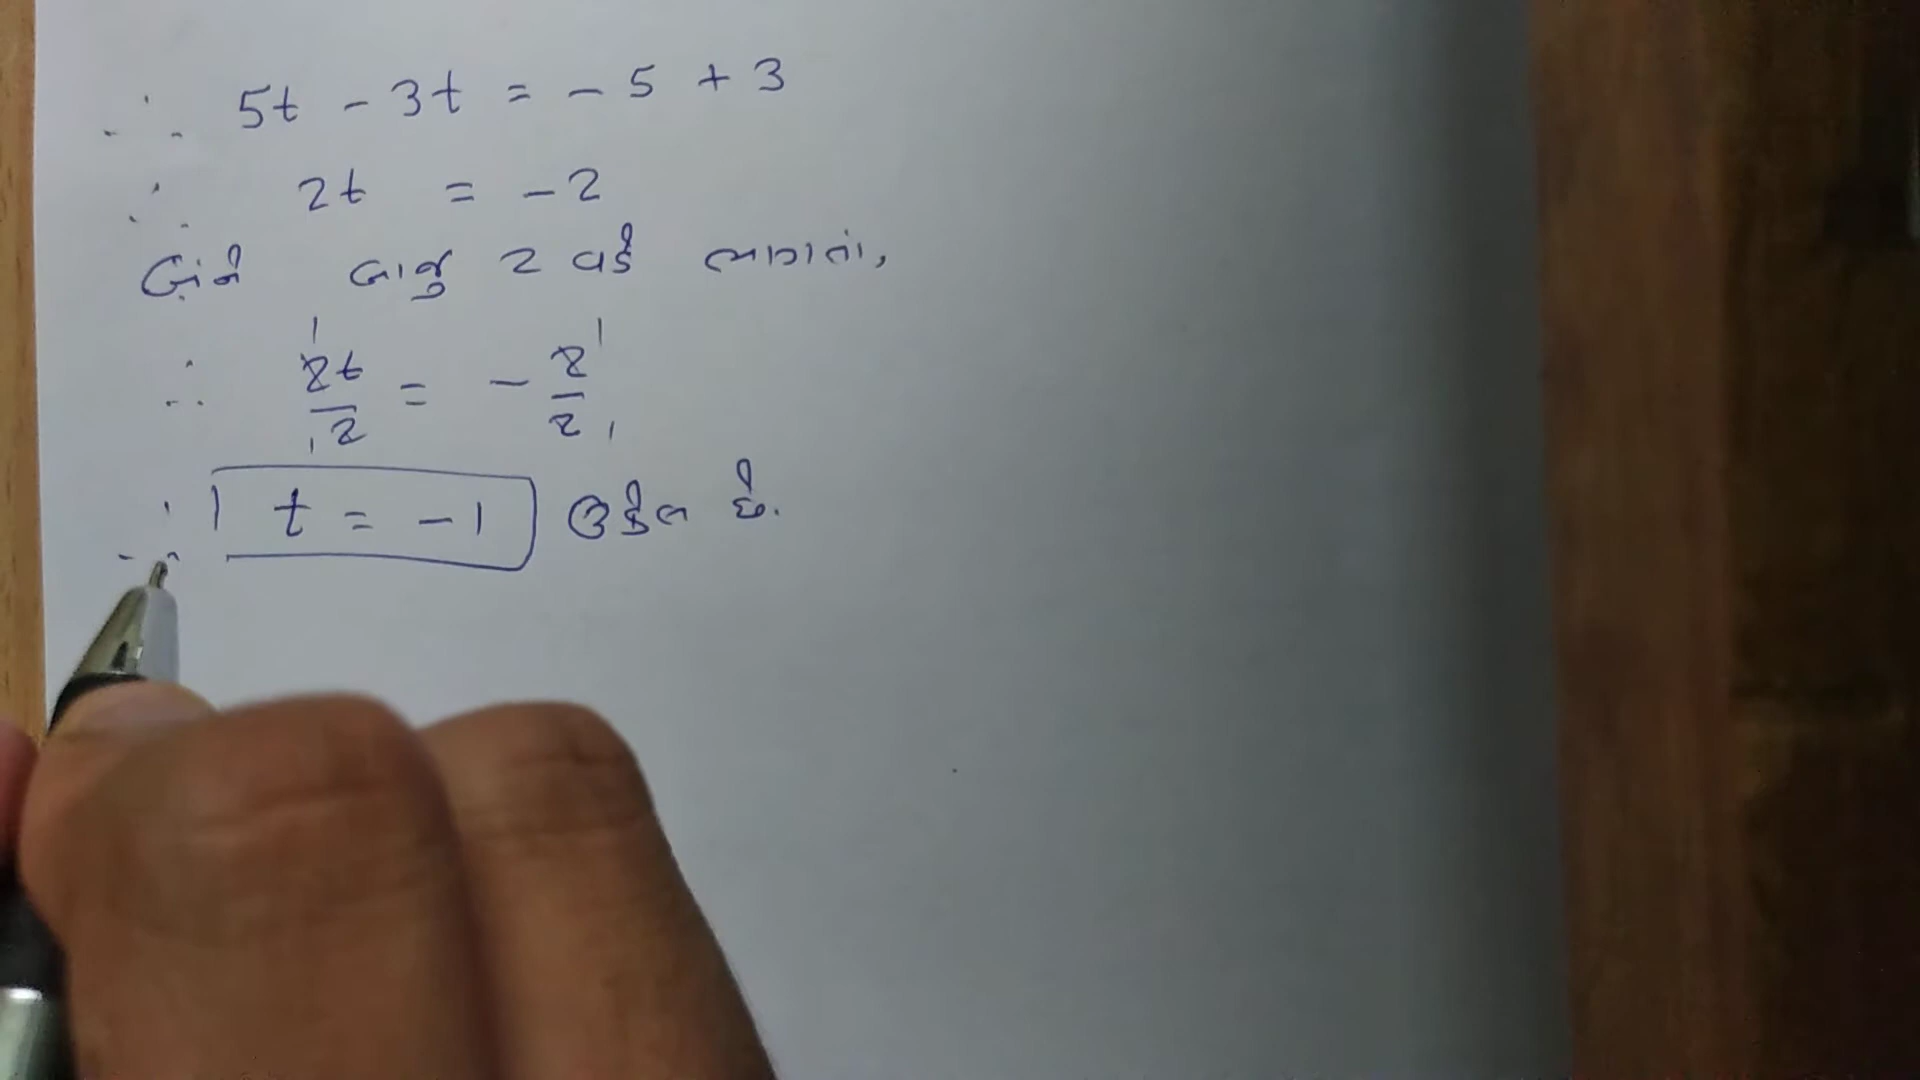 ∴ 5t - 3t = - 5 + 3
∴ 2t = - 2
બંને બાજુ 2 વડે ભાગતાં,
∴ 2t/2 = - 2/2
∴ t = - 1 ઉકેલ છે.